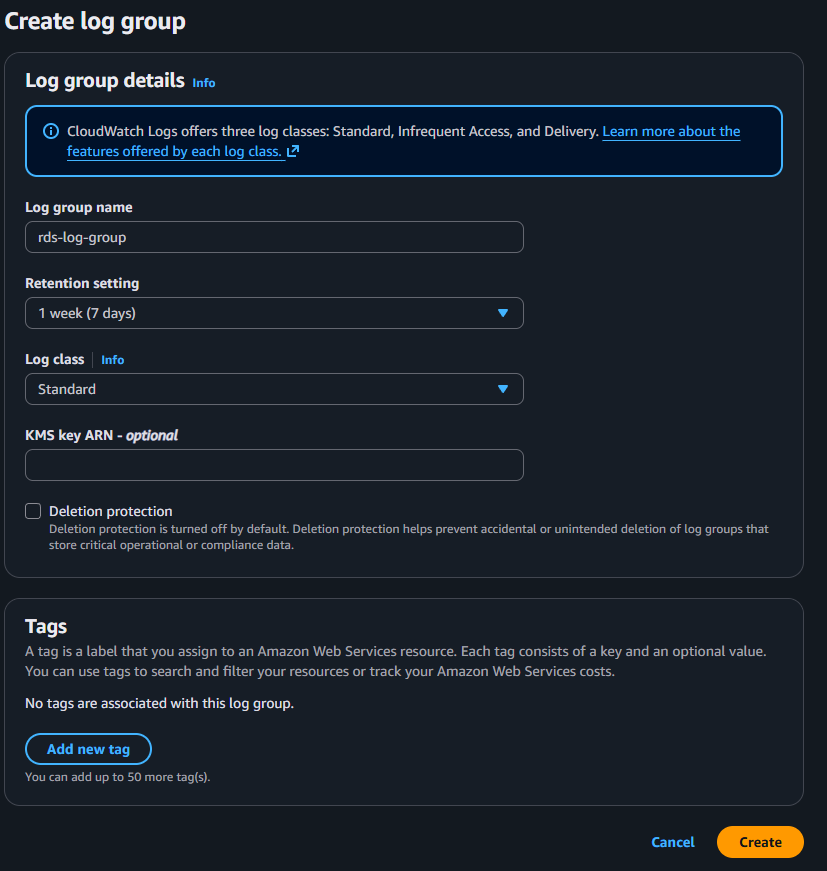 Create log group
Log group details Info
CloudWatch Logs offers three log classes: Standard, Infrequent Access, and Delivery. Learn more about the
features offered by each log class.
Log group name
rds-log-group
Retention setting
1 week (7 days)
Log class Info
Standard
KMS key ARN - optional
Deletion protection
Deletion protection is turned off by default. Deletion protection helps prevent accidental or unintended deletion of log groups that
store critical operational or compliance data.
Tags
A tag is a label that you assign to an Amazon Web Services resource. Each tag consists of a key and an optional value.
You can use tags to search and filter your resources or track your Amazon Web Services costs.
No tags are associated with this log group.
Add new tag
You can add up to 50 more tag(s).
Cancel Create